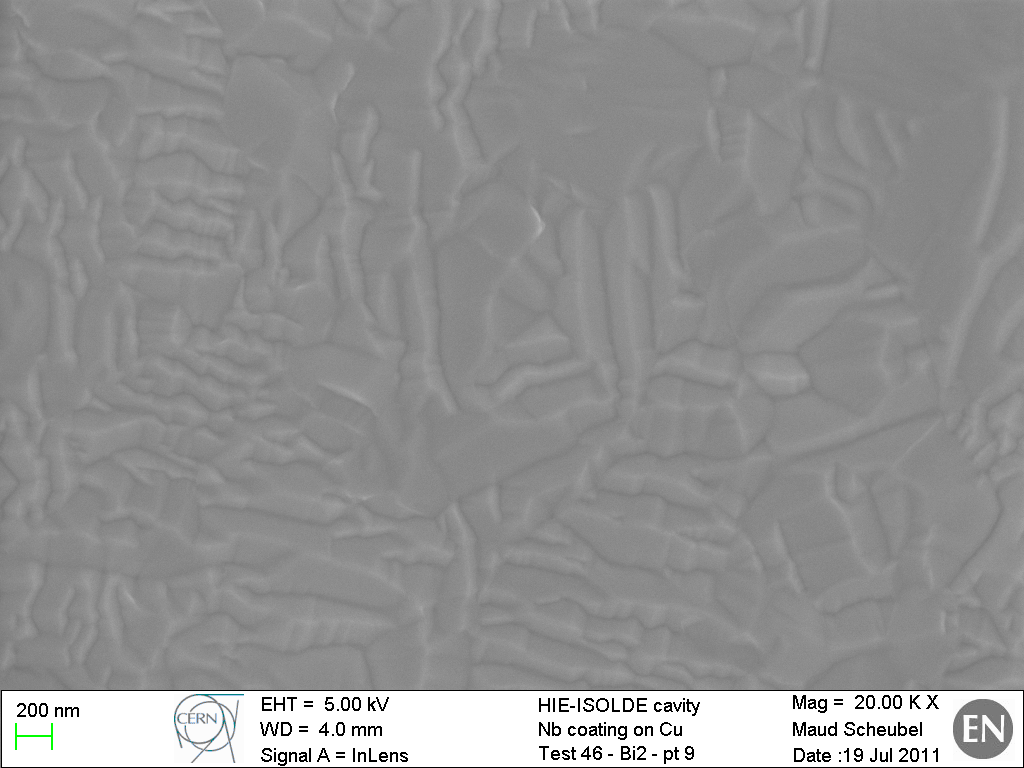 200 nm
CERN
EHT = 5.00 kV
WD = 4.0 mm
Signal A = InLens
HIE-ISOLDE cavity
Nb coating on Cu
Test 46 - Bi2 - pt 9
Mag = 20.00 K X
Maud Scheubel
Date :19 Jul 2011
EN